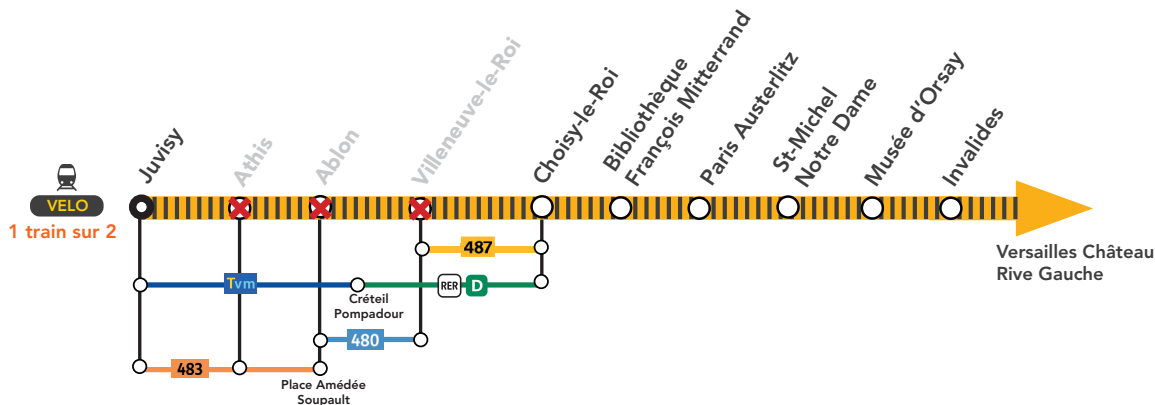 VELO
1 train sur 2
Juvisy
Athis
Ablon
Villeneuve-le-Roi
Choisy-le-Roi
Bibliothèque
François Mitterrand
Paris Austerlitz
St-Michel
Notre Dame
Musée d'Orsay
Invalides
Versailles Château
Rive Gauche
487
Tvm
RER D
Créteil
Pompadour
480
483
Place Amédée
Soupault